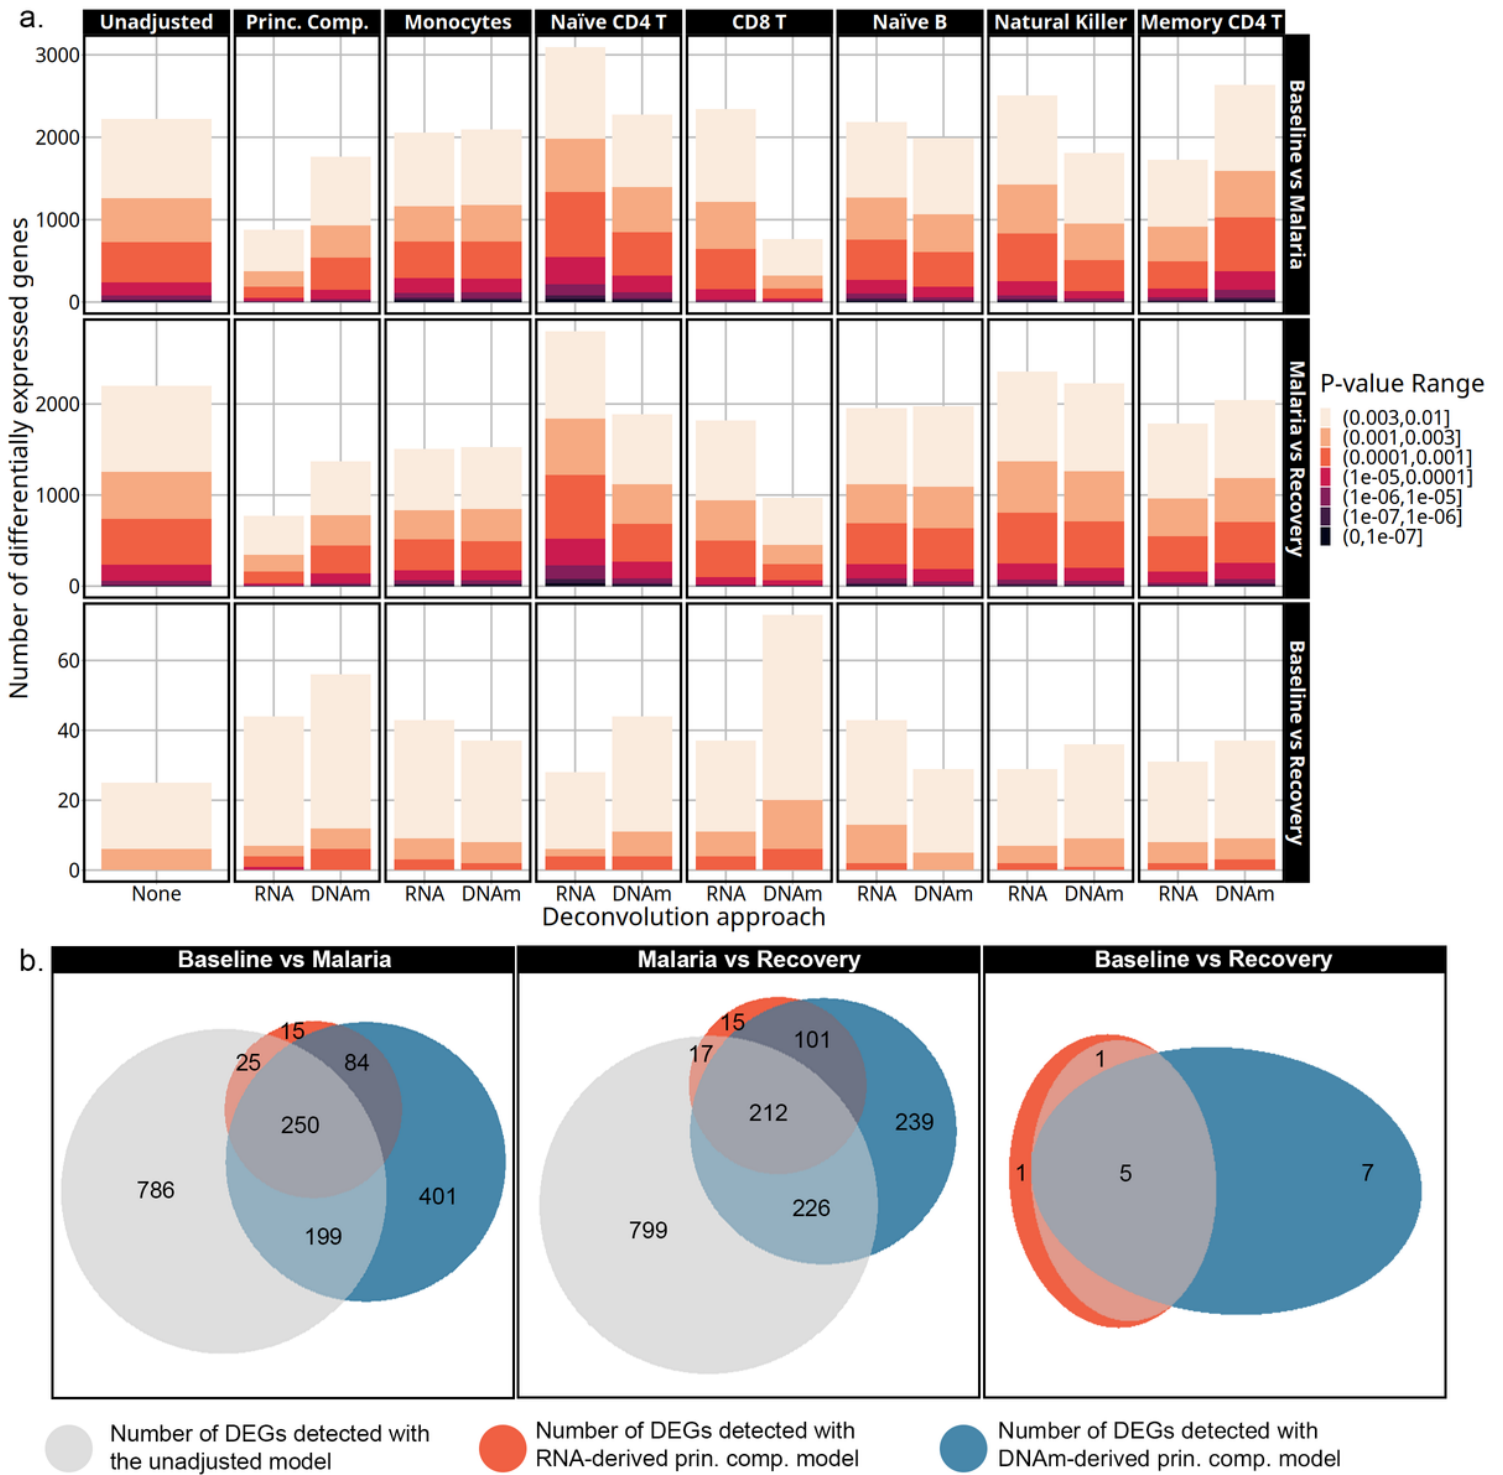 a.
Unadjusted
Princ. Comp.
Monocytes
Naïve CD4 T
CD8 T
Naïve B
Natural Killer
Memory CD4 T
Number of differentially expressed genes
3000
2000
1000
0
Baseline vs Malaria
2000
1000
0
Malaria vs Recovery
60
40
20
0
Baseline vs Recovery
None
RNA DNAm
RNA DNAm
RNA DNAm
RNA DNAm
RNA DNAm
RNA DNAm
RNA DNAm
Deconvolution approach
P-value Range
(0.003,0.01]
(0.001,0.003]
(0.0001,0.001]
(1e-05,0.0001]
(1e-06,1e-05]
(1e-07,1e-06]
(0,1e-07]
b.
Baseline vs Malaria
15
25
84
250
786
401
199
Malaria vs Recovery
15
17
101
212
239
226
799
Baseline vs Recovery
1
1
5
7
Number of DEGs detected with
the unadjusted model
Number of DEGs detected with
RNA-derived prin. comp. model
Number of DEGs detected with
DNAm-derived prin. comp. model